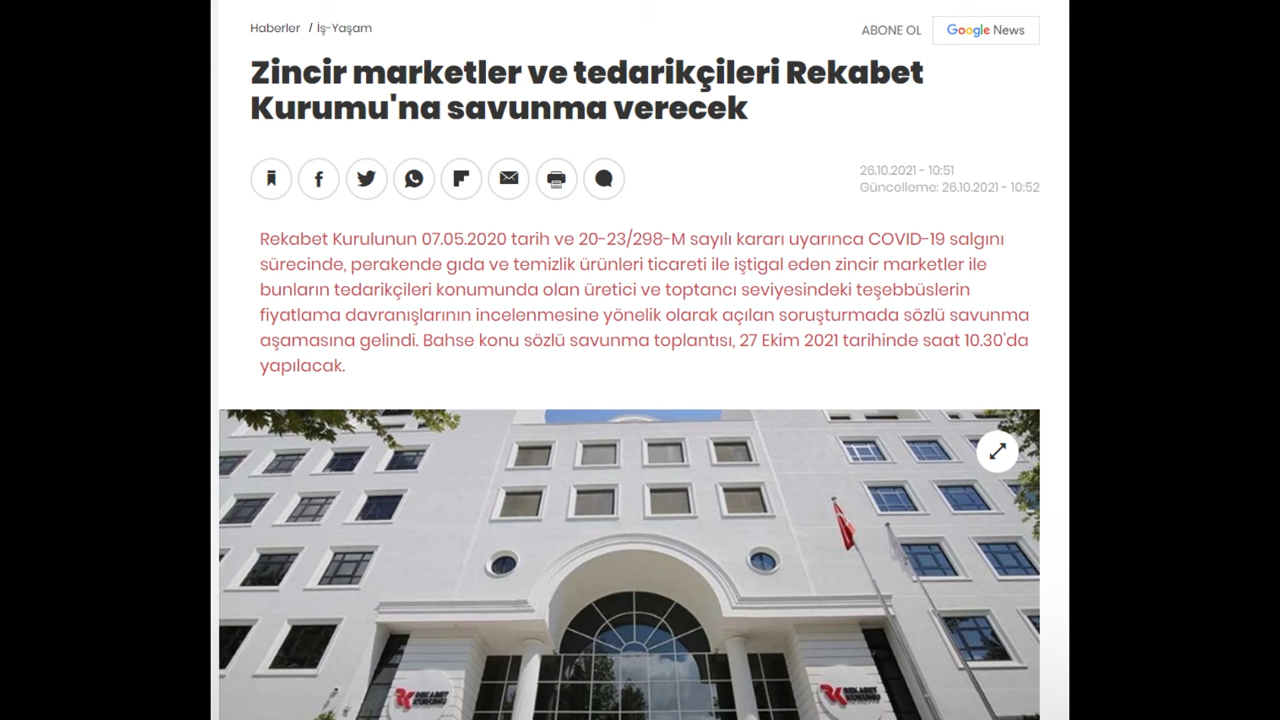 Haberler / İş-Yaşam
ABONE OL Google News
Zincir marketler ve tedarikçileri Rekabet
Kurumu'na savunma verecek
26.10.2021 - 10:51
Güncelleme: 26.10.2021 - 10:52
Rekabet Kurulunun 07.05.2020 tarih ve 20-23/298-M sayılı kararı uyarınca COVID-19 salgını
sürecinde, perakende gıda ve temizlik ürünleri ticareti ile iştigal eden zincir marketler ile
bunların tedarikçileri konumunda olan üretici ve toptancı seviyesindeki teşebbüslerin
fiyatlama davranışlarının incelenmesine yönelik olarak açılan soruşturmada sözlü savunma
aşamasına gelindi. Bahse konu sözlü savunma toplantısı, 27 Ekim 2021 tarihinde saat 10.30'da
yapılacak.
REKABET
KURUMU
REKABET
KURUMU